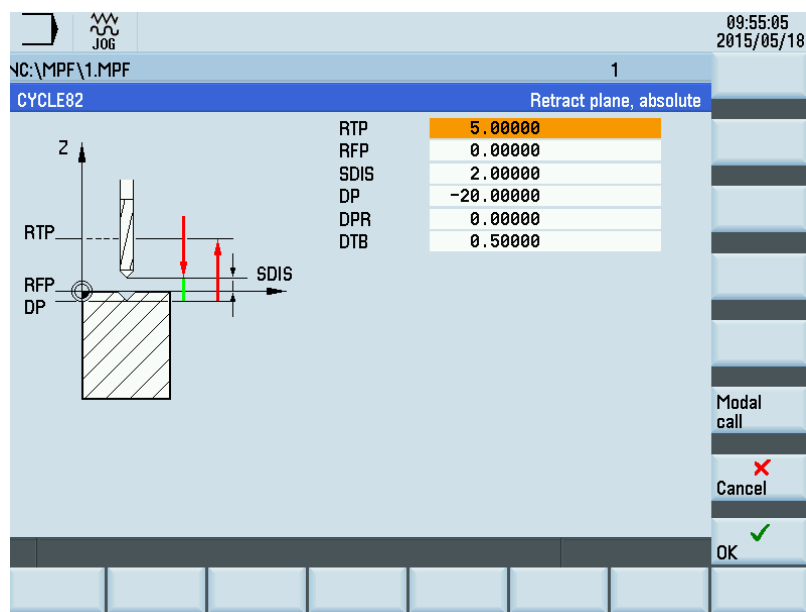 JOG
09:55:05
2015/05/18
NC:\MPF\1.MPF 1
CYCLE82 Retract plane, absolute
RTP 5.00000
RFP 0.00000
SDIS 2.00000
DP -20.00000
DPR 0.00000
DTB 0.50000
Z
RTP
SDIS
RFP
DP
Modal
call
Cancel
OK